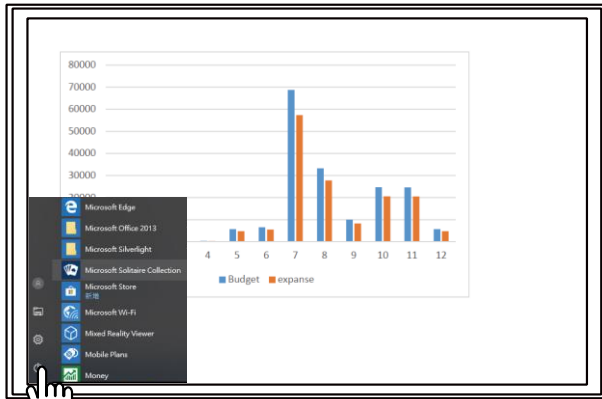 80000
70000
60000
50000
40000
30000
20000
4 5 6 7 8 9 10 11 12
Budget expanse
Microsoft Edge
Microsoft Office 2013
Microsoft Silverlight
Microsoft Solitaire Collection
Microsoft Store
新增
Microsoft Wi-Fi
Mixed Reality Viewer
Mobile Plans
Money